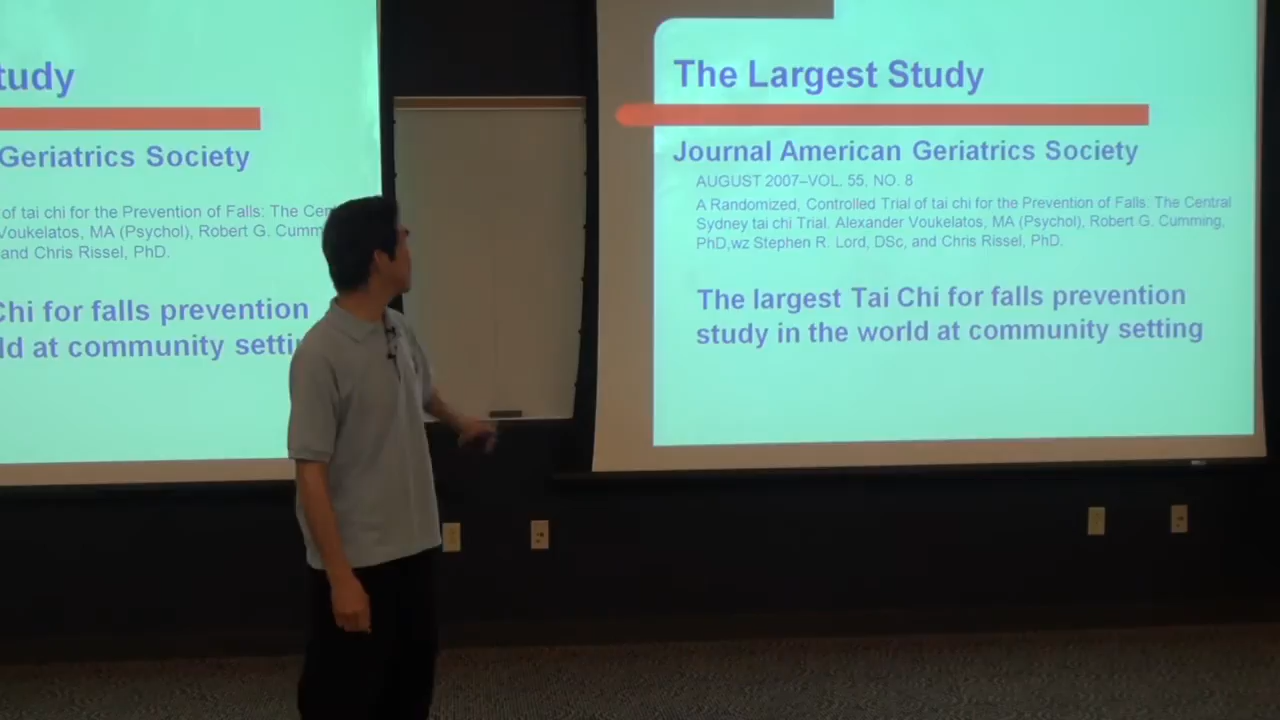 tudy
Geriatrics Society
of tai chi for the Prevention of Falls: The Cen
Voukelatos, MA (Psychol), Robert G. Cumm
and Chris Rissel, PhD.
Chi for falls prevention
ld at community setti
The Largest Study
Journal American Geriatrics Society
AUGUST 2007–VOL. 55, NO. 8
A Randomized, Controlled Trial of tai chi for the Prevention of Falls. The Central
Sydney tai chi Trial. Alexander Voukelatos, MA (Psychol), Robert G. Cumming,
PhD,wz Stephen R. Lord, DSc, and Chris Rissel, PhD.
The largest Tai Chi for falls prevention
study in the world at community setting